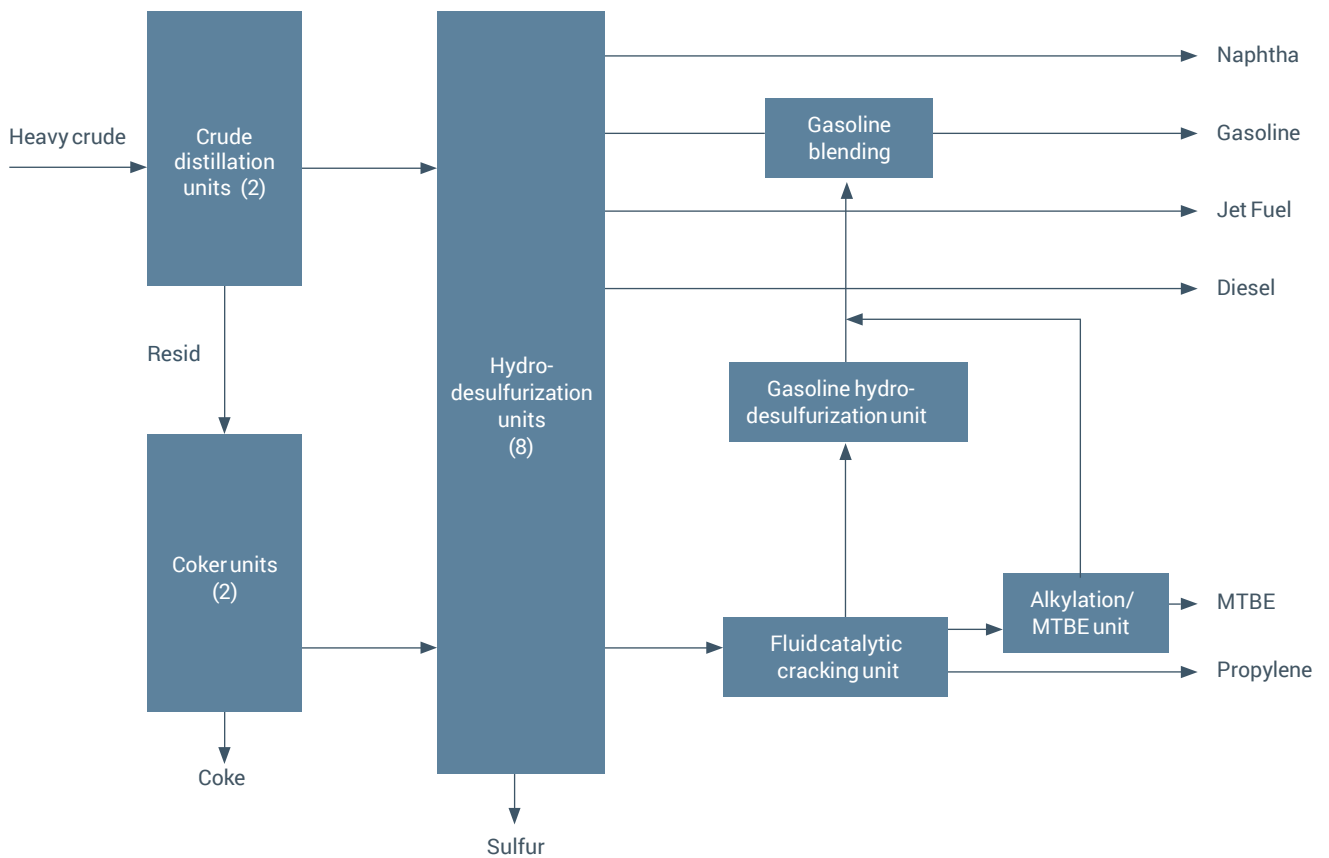 Heavy crude
Crude
distillation
units (2)
Resid
Coker units
(2)
Coke
Hydro-
desulfurization
units
(8)
Sulfur
Gasoline
blending
Gasoline hydro-
desulfurization unit
Fluid catalytic
cracking unit
Alkylation/
MTBE unit
Naphtha
Gasoline
Jet Fuel
Diesel
MTBE
Propylene